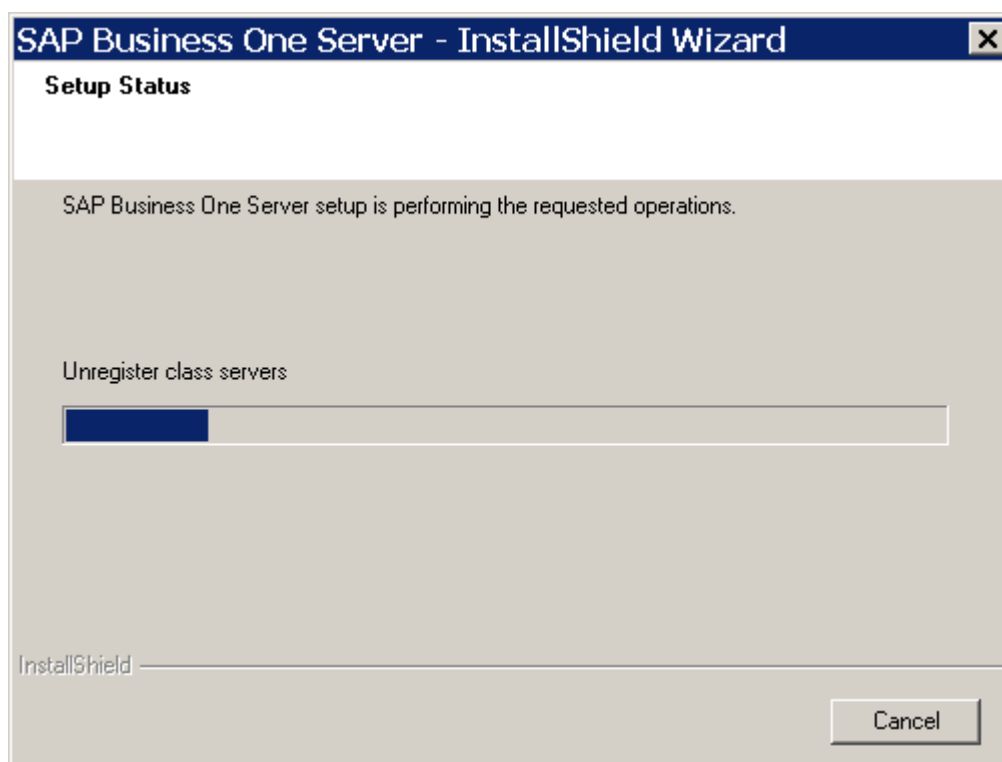 SAP Business One Server - InstallShield Wizard
Setup Status
SAP Business One Server setup is performing the requested operations.
Unregister class servers
InstallShield
Cancel